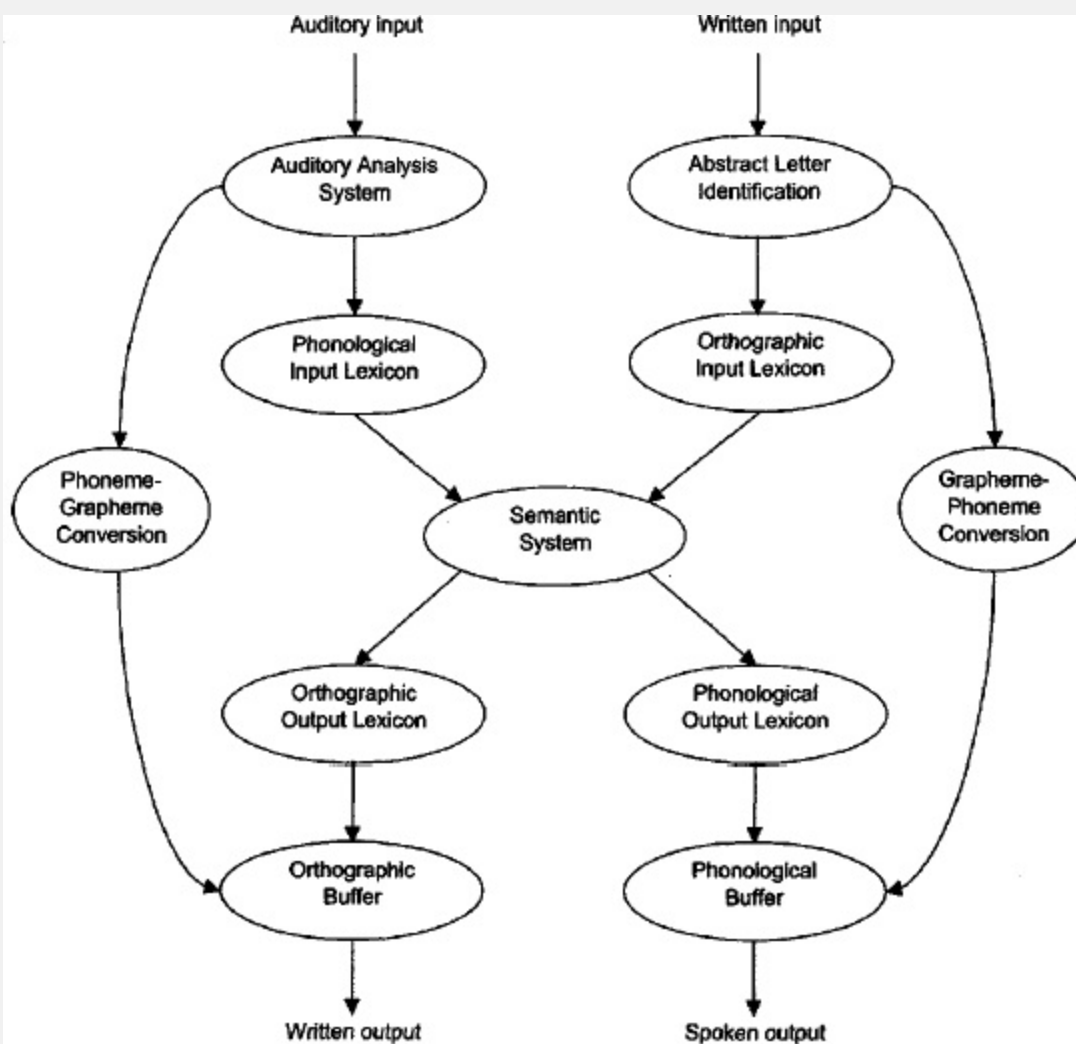 Auditory input
Written input
Auditory Analysis
System
Abstract Letter
Identification
Phonological
Input Lexicon
Orthographic
Input Lexicon
Phoneme-
Grapheme
Conversion
Semantic
System
Grapheme-
Phoneme
Conversion
Orthographic
Output Lexicon
Phonological
Output Lexicon
Orthographic
Buffer
Phonological
Buffer
Written output
Spoken output